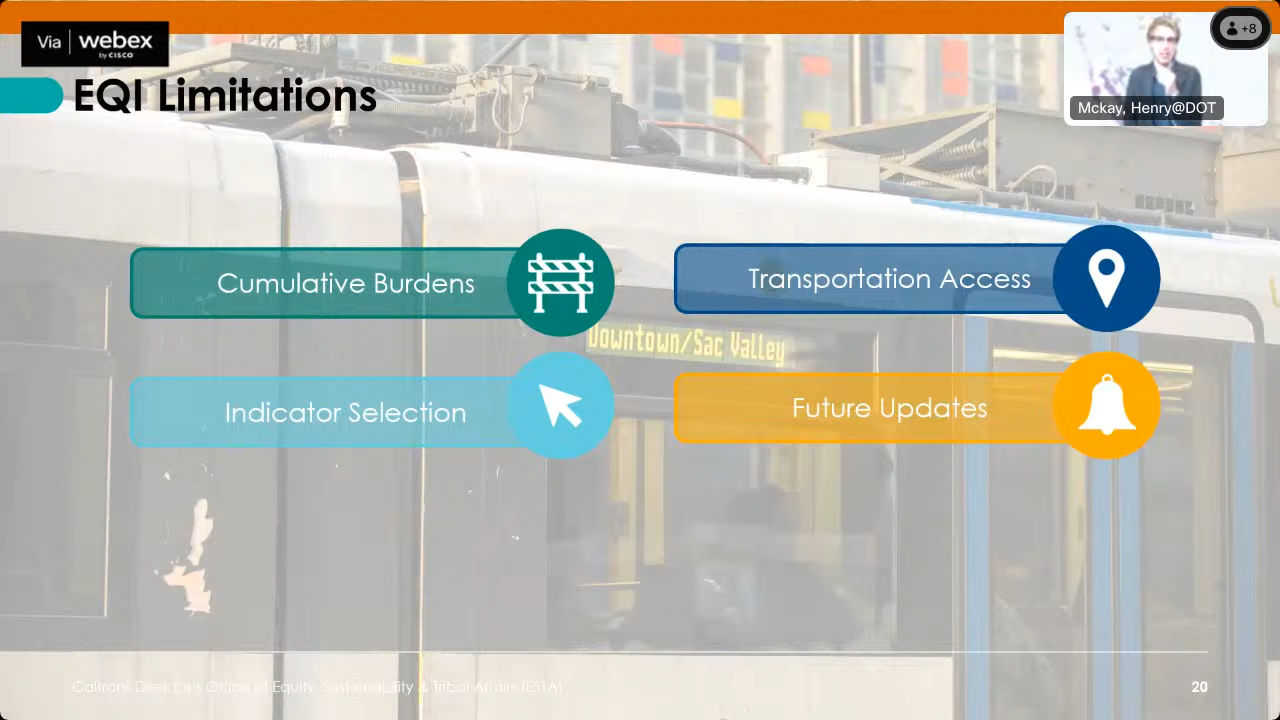 Via webex
by CISCO
+8
Mckay, Henry@DOT
EQI Limitations
Cumulative Burdens
Transportation Access
Downtown/Sac Valley
Indicator Selection
Future Updates
Caltrans Director's Office of Equity, Sustainability & Tribal Affairs (ESTA)
20